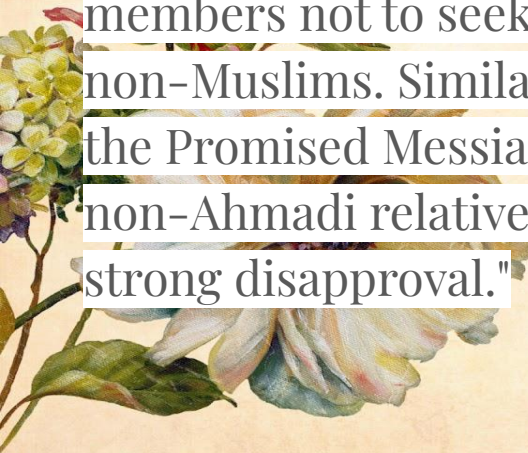 members not to seek
non-Muslims. Simila
the Promised Messia
non-Ahmadi relative
strong disapproval."